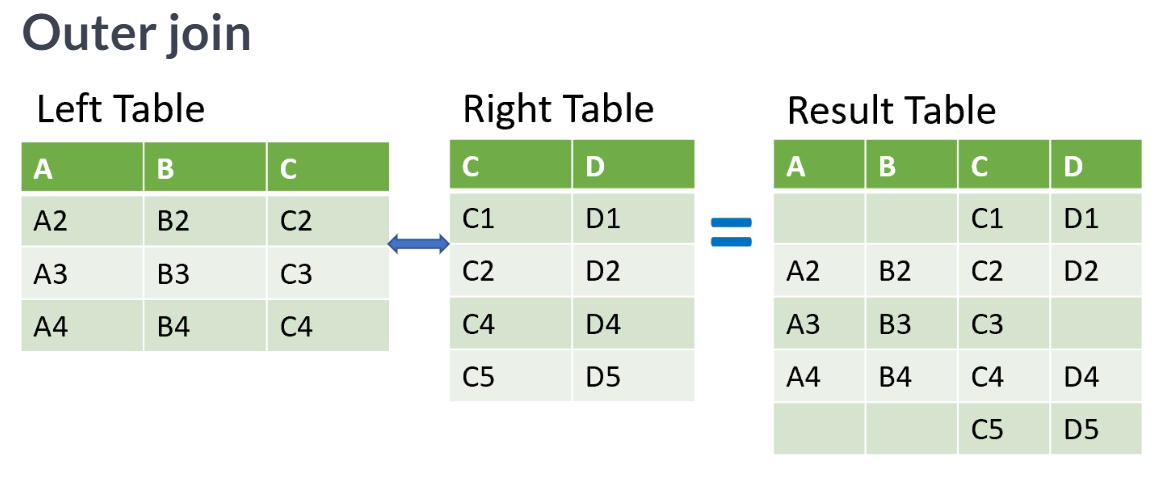 Outer join
Left Table
A B C
A2 B2 C2
A3 B3 C3
A4 B4 C4
Right Table
C D
C1 D1
C2 D2
C4 D4
C5 D5
Result Table
A B C D
C1 D1
A2 B2 C2 D2
A3 B3 C3
A4 B4 C4 D4
C5 D5